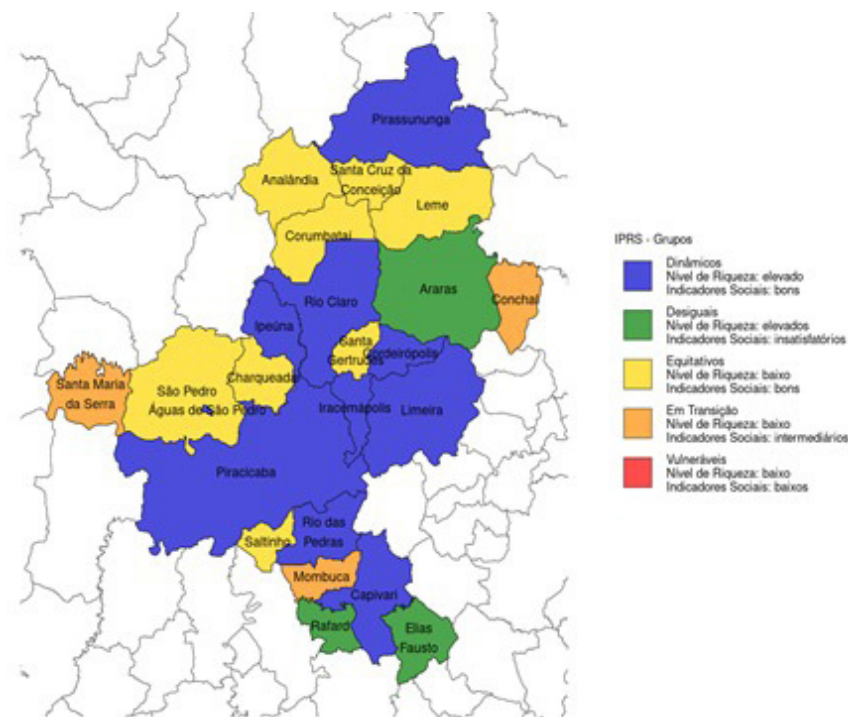 Pirassununga
Santa Cruz da
Conceição
Analândia
Leme
Corumbataí
Araras
Conchal
Rio Claro
Ipeúna
Santa
Gertrudes
Cordeirópolis
Charqueada
Santa Maria
da Serra
São Pedro
Águas de São Pedro
Iracemápolis
Limeira
Piracicaba
Rio das
Pedras
Saltinho
Mombuca
Capivari
Rafard
Elias
Fausto
IPRS - Grupos
Dinâmicos
Nível de Riqueza: elevado
Indicadores Sociais: bons
Desiguais
Nível de Riqueza: elevados
Indicadores Sociais: insatisfatórios
Equitativos
Nível de Riqueza: baixo
Indicadores Sociais: bons
Em Transição
Nível de Riqueza: baixo
Indicadores Sociais: intermediários
Vulneráveis
Nível de Riqueza: baixo
Indicadores Sociais: baixos